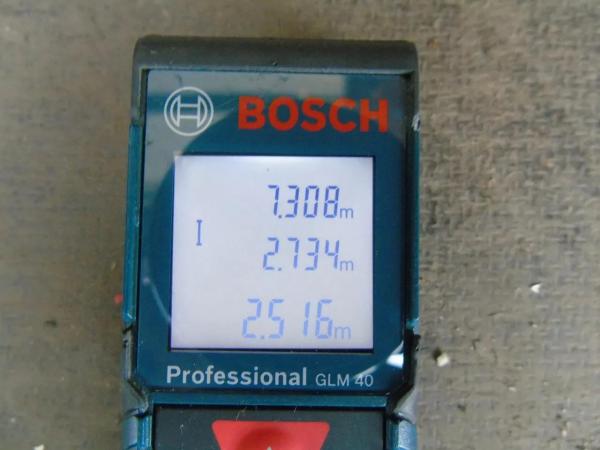 BOSCH
7.308m
2.734m
2.516m
Professional GLM 40